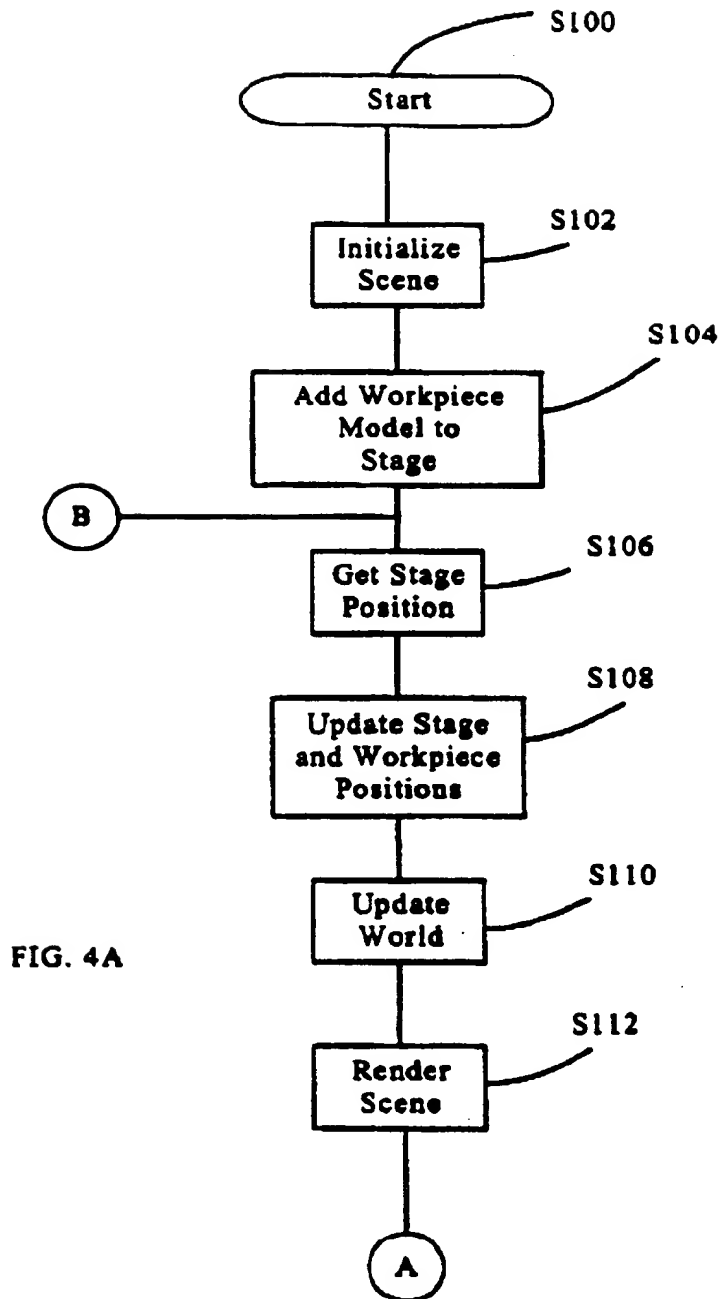 S100
Start
S102
Initialize
Scene
S104
Add Workpiece
Model to
Stage
B
S106
Get Stage
Position
S108
Update Stage
and Workpiece
Positions
S110
Update
World
FIG. 4A
S112
Render
Scene
A